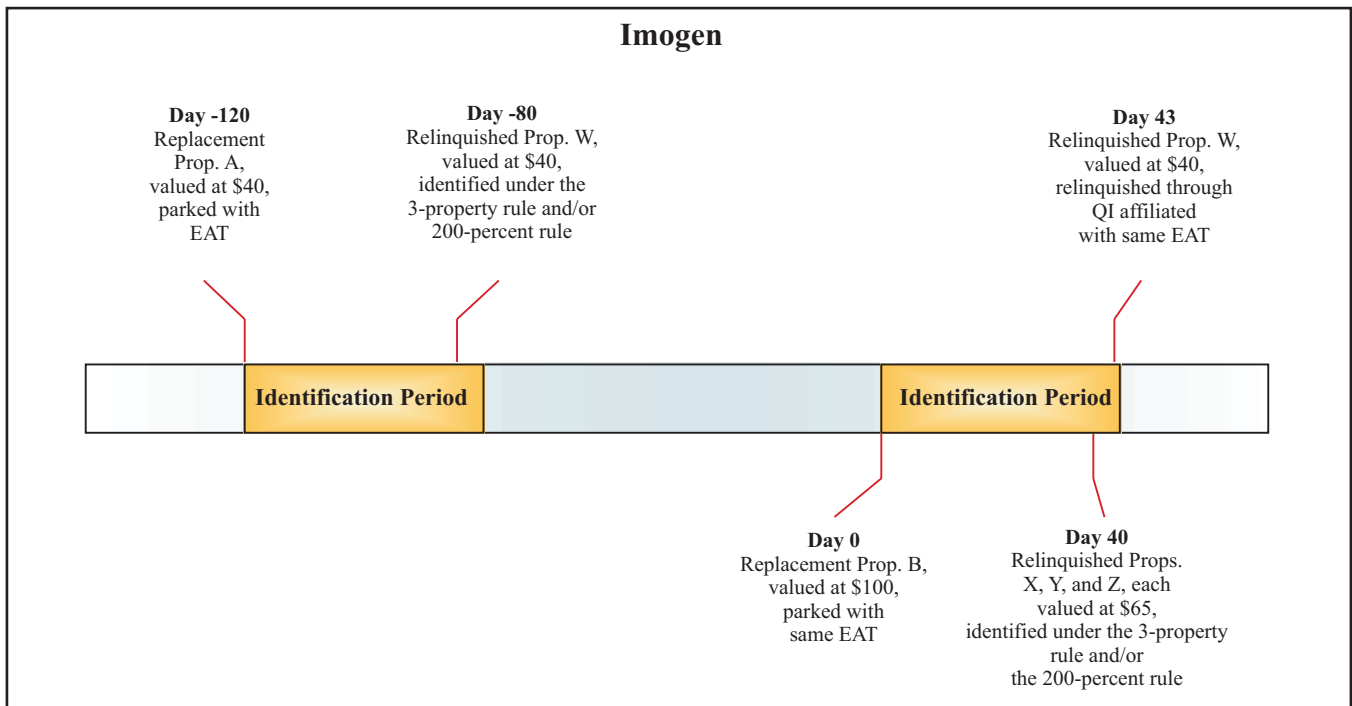 Imogen
Day -120
Replacement
Prop. A,
valued at $40,
parked with
EAT
Day -80
Relinquished Prop. W,
valued at $40,
identified under the
3-property rule and/or
200-percent rule
Day 43
Relinquished Prop. W,
valued at $40,
relinquished through
QI affiliated
with same EAT
Identification Period
Identification Period
Day 0
Replacement Prop. B,
valued at $100,
parked with
same EAT
Day 40
Relinquished Props.
X, Y, and Z, each
valued at $65,
identified under the 3-property
rule and/or
the 200-percent rule